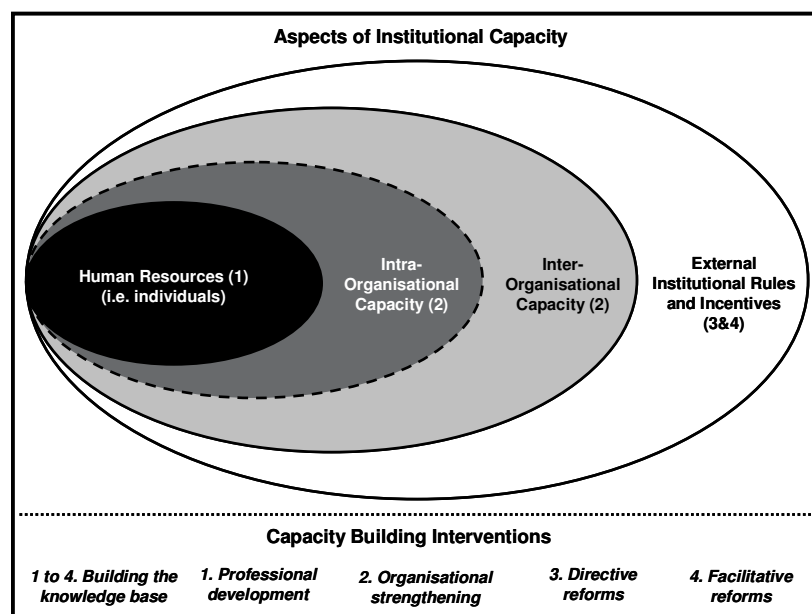 Aspects of Institutional Capacity
Human Resources (1)
(i.e. individuals)
Intra-
Organisational
Capacity (2)
Inter-
Organisational
Capacity (2)
External
Institutional Rules
and Incentives
(3&4)
Capacity Building Interventions
1 to 4. Building the
knowledge base
1. Professional
development
2. Organisational
strengthening
3. Directive
reforms
4. Facilitative
reforms